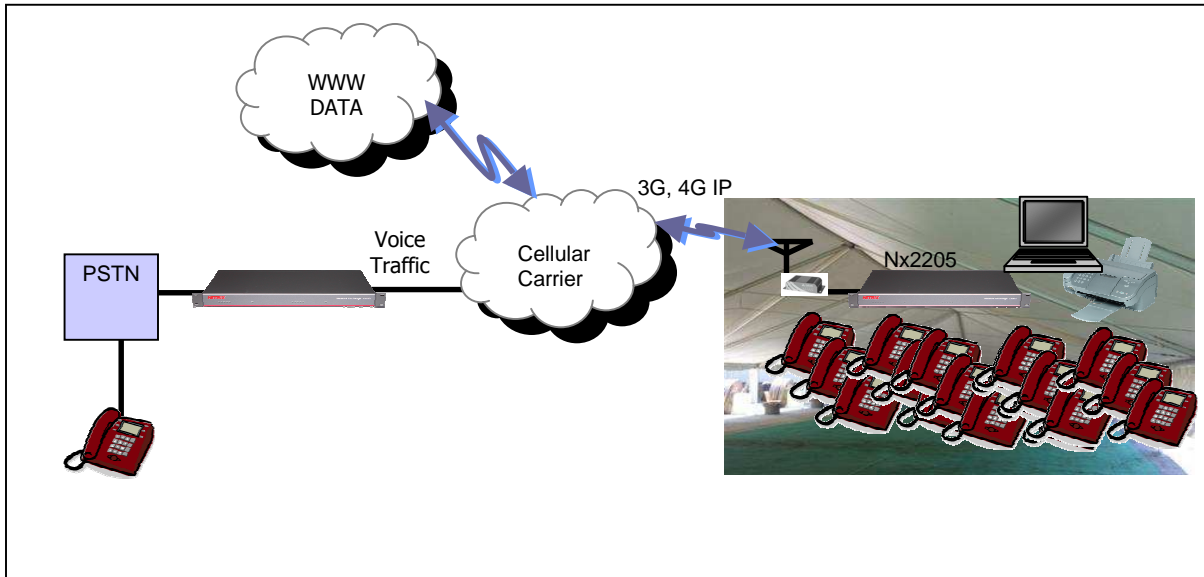 WWW
DATA
3G, 4G IP
Voice
Traffic
Cellular
Carrier
Nx2205
PSTN